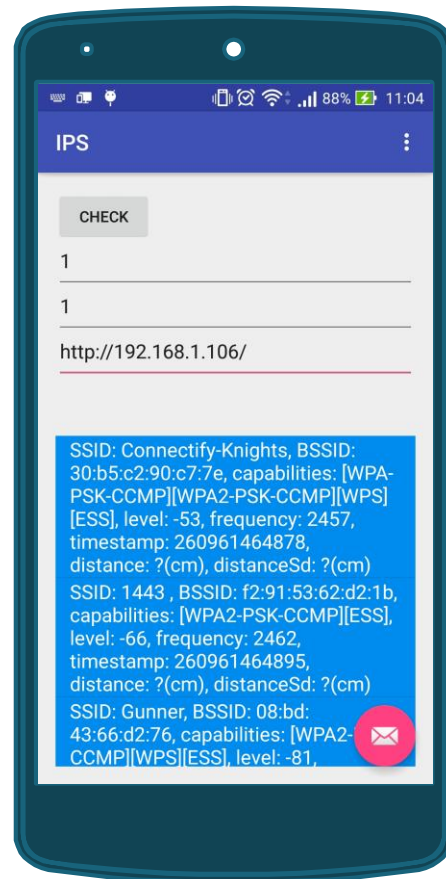 88% 11:04
IPS
CHECK
1
1
http://192.168.1.106/
SSID: Connectify-Knights, BSSID:
30:b5:c2:90:c7:7e, capabilities: [WPA-
PSK-CCMP][WPA2-PSK-CCMP][WPS]
[ESS], level: -53, frequency: 2457,
timestamp: 260961464878,
distance: ?(cm), distanceSd: ?(cm)
SSID: 1443 , BSSID: f2:91:53:62:d2:1b,
capabilities: [WPA2-PSK-CCMP][ESS],
level: -66, frequency: 2462,
timestamp: 260961464895,
distance: ?(cm), distanceSd: ?(cm)
SSID: Gunner, BSSID: 08:bd:
43:66:d2:76, capabilities: [WPA2-
CCMP][WPS][ESS], level: -81,